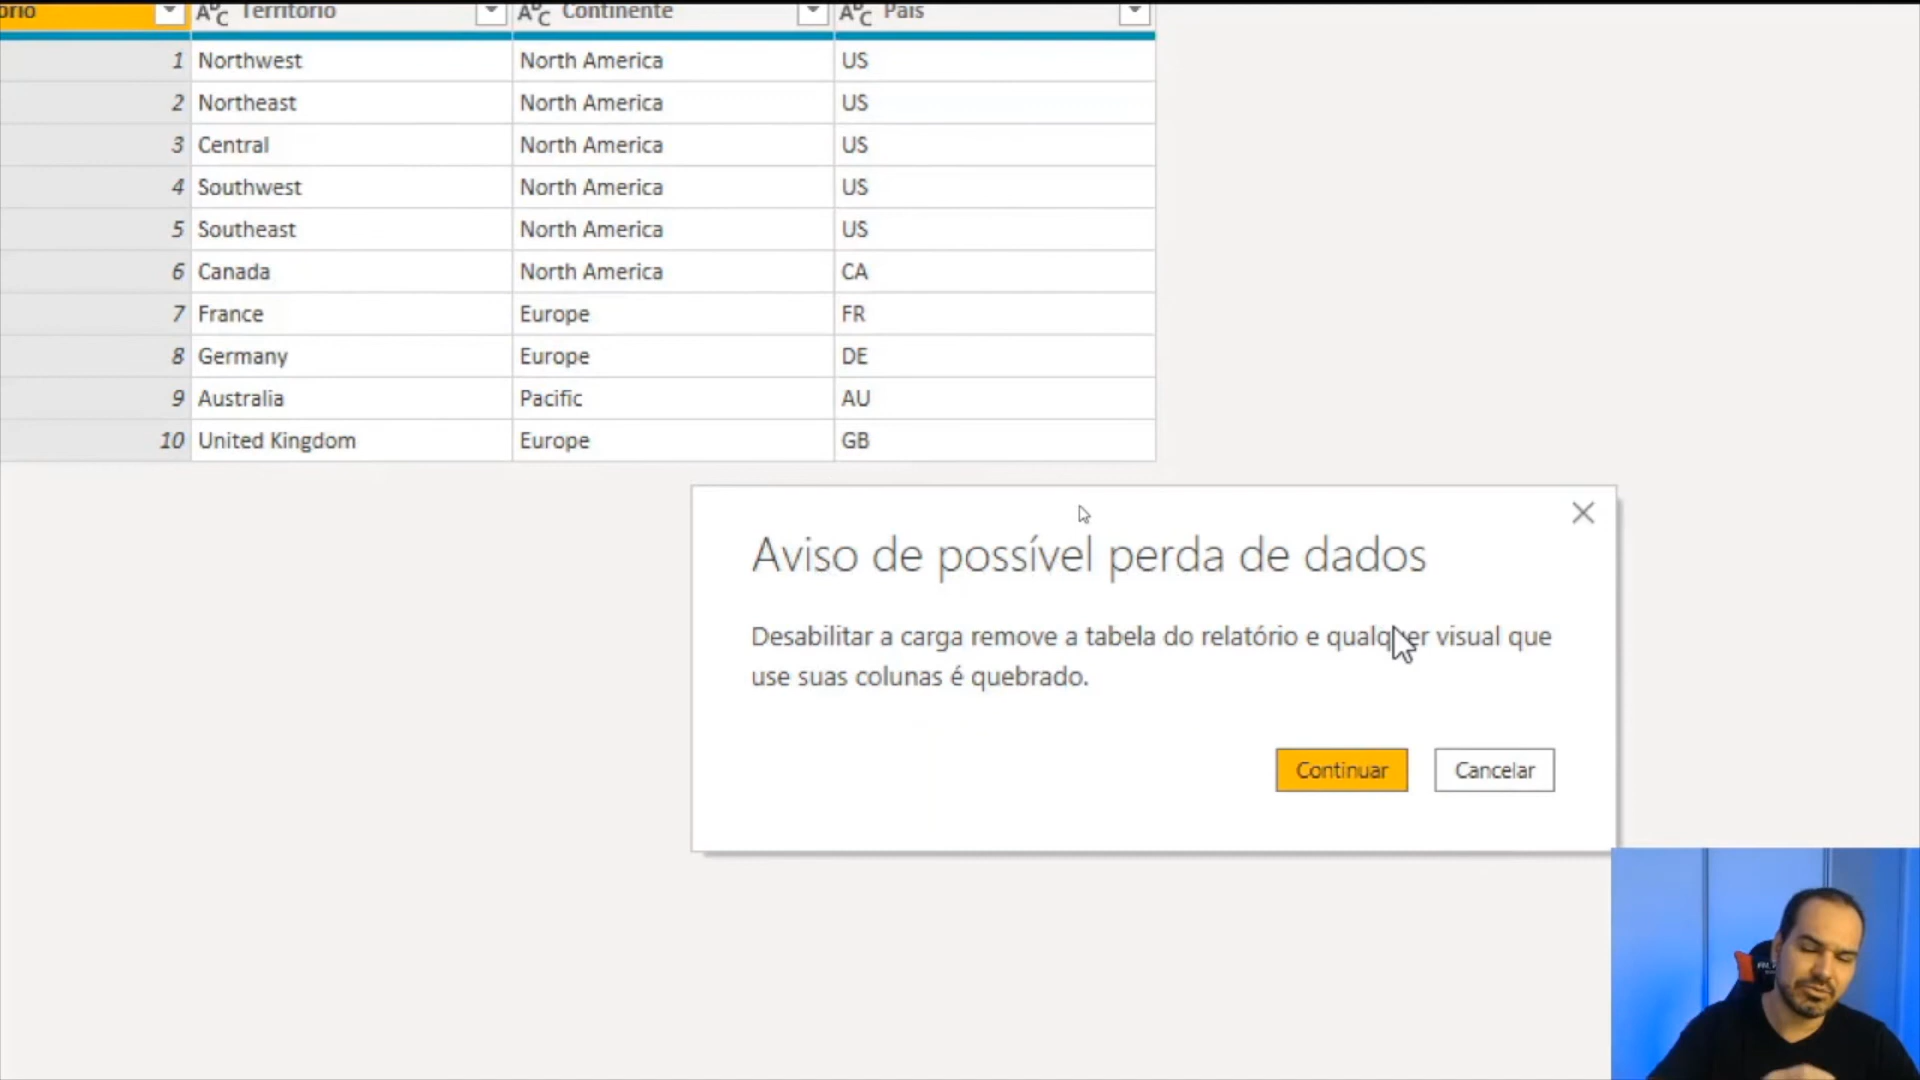 ório Território Continente País
1 Northwest North America US
2 Northeast North America US
3 Central North America US
4 Southwest North America US
5 Southeast North America US
6 Canada North America CA
7 France Europe FR
8 Germany Europe DE
9 Australia Pacific AU
10 United Kingdom Europe GB
Aviso de possível perda de dados
Desabilitar a carga remove a tabela do relatório e qualquer visual que
use suas colunas é quebrado.
Continuar Cancelar